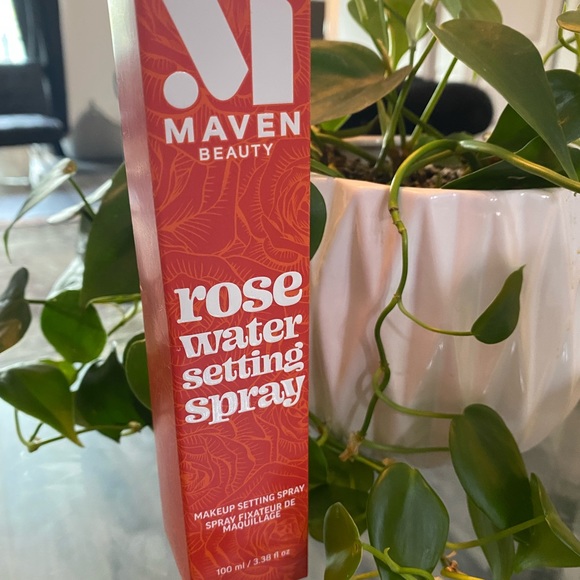 MAVEN
BEAUTY
rose
water
setting
spray
MAKEUP SETTING SPRAY
SPRAY FIXATEUR DE
MAQUILLAGE
100 ml / 3.38 fl oz